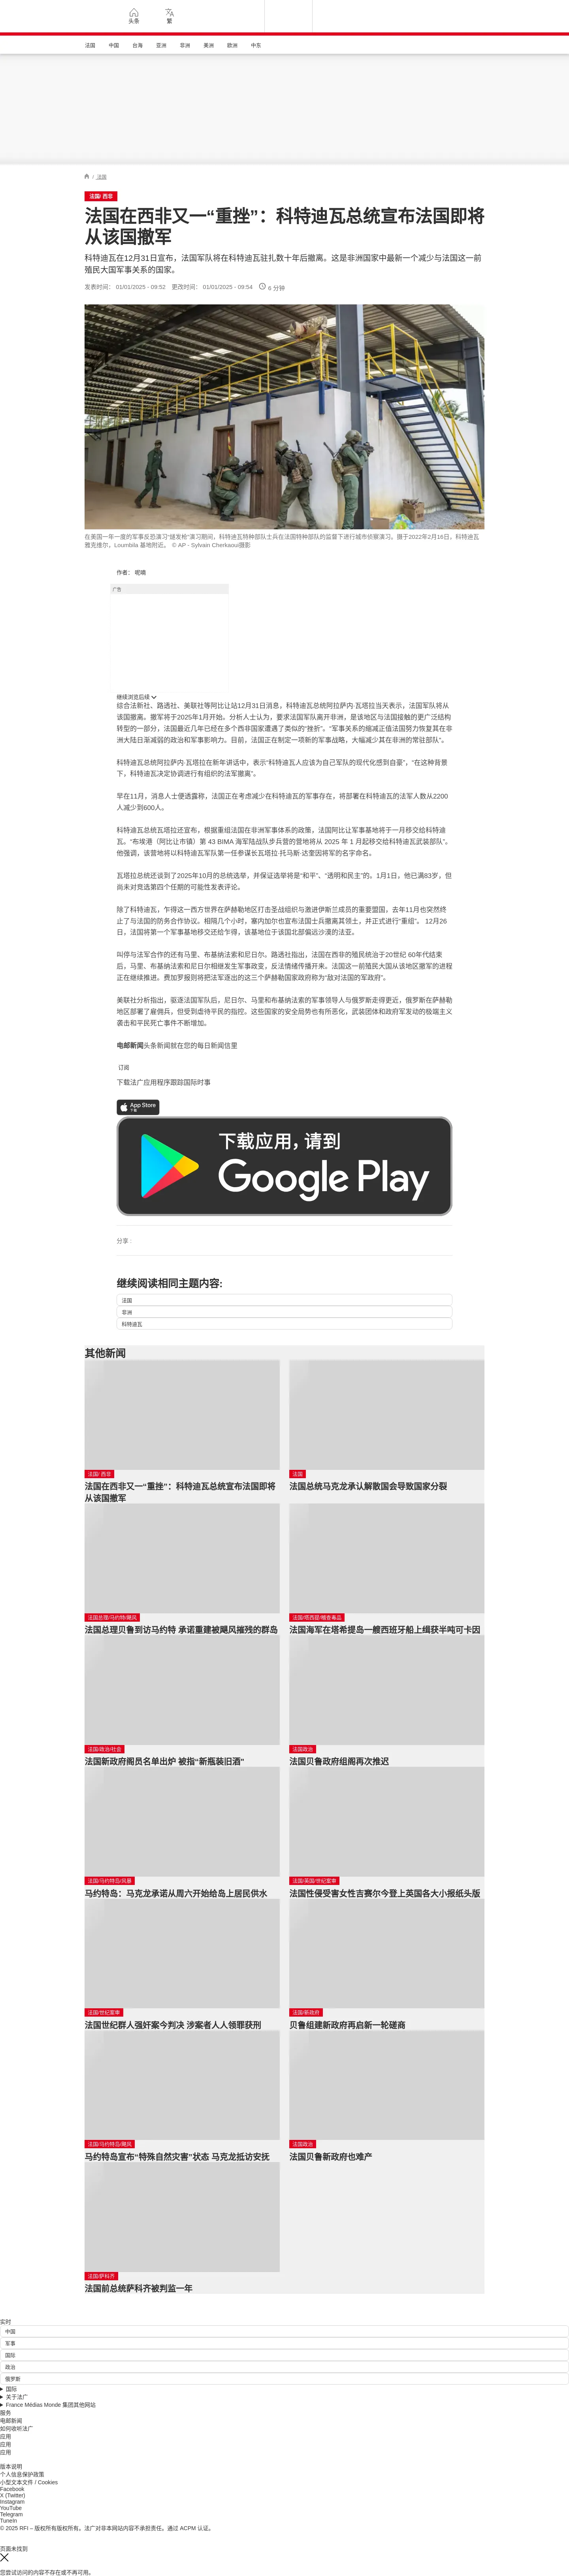 头条
繁
法国
中国
台海
亚洲
非洲
美洲
欧洲
中东
/ 法国
法国/ 西非
法国在西非又一“重挫”：科特迪瓦总统宣布法国即将
从该国撤军
科特迪瓦在12月31日宣布，法国军队将在科特迪瓦驻扎数十年后撤离。这是非洲国家中最新一个减少与法国这一前
殖民大国军事关系的国家。
发表时间： 01/01/2025 - 09:52 更改时间： 01/01/2025 - 09:54 6 分钟
在美国一年一度的军事反恐演习“燧发枪”演习期间，科特迪瓦特种部队士兵在法国特种部队的监督下进行城市侦察演习。摄于2022年2月16日，科特迪瓦
雅克维尔，Loumbila 基地附近。 © AP - Sylvain Cherkaoui摄影
作者： 呢喃
广告
继续浏览后续
综合法新社、路透社、美联社等阿比让站12月31日消息，科特迪瓦总统阿拉萨内·瓦塔拉当天表示，法国军队将从
该国撤离。撤军将于2025年1月开始。分析人士认为，要求法国军队离开非洲，是该地区与法国接触的更广泛结构
转型的一部分，法国最近几年已经在多个西非国家遭遇了类似的“挫折”。“军事关系的缩减正值法国努力恢复其在非
洲大陆日渐减弱的政治和军事影响力。目前，法国正在制定一项新的军事战略，大幅减少其在非洲的常驻部队”。
科特迪瓦总统阿拉萨内·瓦塔拉在新年讲话中，表示“科特迪瓦人应该为自己军队的现代化感到自豪”，“在这种背景
下，科特迪瓦决定协调进行有组织的法军撤离”。
早在11月，消息人士便透露称，法国正在考虑减少在科特迪瓦的军事存在，将部署在科特迪瓦的法军人数从2200
人减少到600人。
科特迪瓦总统瓦塔拉还宣布，根据重组法国在非洲军事体系的政策，法国阿比让军事基地将于一月移交给科特迪
瓦。“布埃港（阿比让市镇）第 43 BIMA 海军陆战队步兵营的营地将从 2025 年 1 月起移交给科特迪瓦武装部队”。
他强调，该营地将以科特迪瓦军队第一任参谋长瓦塔拉·托马斯·达奎因将军的名字命名。
瓦塔拉总统还谈到了2025年10月的总统选举，并保证选举将是“和平”、“透明和民主”的。1月1日，他已满83岁，但
尚未对竞选第四个任期的可能性发表评论。
除了科特迪瓦，乍得这一西方世界在萨赫勒地区打击圣战组织与激进伊斯兰成员的重要盟国，去年11月也突然终
止了与法国的防务合作协议。相隔几个小时，塞内加尔也宣布法国士兵撤离其领土，并正式进行“重组”。 12月26
日，法国将第一个军事基地移交还给乍得，该基地位于该国北部偏远沙漠的法亚。
叫停与法军合作的还有马里、布基纳法索和尼日尔。路透社指出，法国在西非的殖民统治于20世纪 60年代结束
后，马里、布基纳法索和尼日尔相继发生军事政变，反法情绪传播开来。法国这一前殖民大国从该地区撤军的进程
正在继续推进。费加罗报则将把法军逐出的这三个萨赫勒国家政府称为“敌对法国的军政府”。
美联社分析指出，驱逐法国军队后，尼日尔、马里和布基纳法索的军事领导人与俄罗斯走得更近，俄罗斯在萨赫勒
地区部署了雇佣兵，但受到虐待平民的指控。这些国家的安全局势也有所恶化，武装团体和政府军发动的极端主义
袭击和平民死亡事件不断增加。
电邮新闻头条新闻就在您的每日新闻信里
订阅
下载法广应用程序跟踪国际时事
App Store
下载
下载应用，请到
Google Play
分享 :
继续阅读相同主题内容:
法国
非洲
科特迪瓦
其他新闻
法国/ 西非
法国在西非又一“重挫”：科特迪瓦总统宣布法国即将
从该国撤军
法国
法国总统马克龙承认解散国会导致国家分裂
法国总理/马约特/飓风
法国总理贝鲁到访马约特 承诺重建被飓风摧残的群岛
法国/塔西堤/稽查毒品
法国海军在塔希提岛一艘西班牙船上缉获半吨可卡因
法国/政治/社会
法国新政府阁员名单出炉 被指“新瓶装旧酒”
法国政治
法国贝鲁政府组阁再次推迟
法国/马约特岛/风暴
马约特岛：马克龙承诺从周六开始给岛上居民供水
法国/英国/世纪案审
法国性侵受害女性吉赛尔今登上英国各大小报纸头版
法国/世纪案审
法国世纪群人强奸案今判决 涉案者人人领罪获刑
法国/新政府
贝鲁组建新政府再启新一轮磋商
法国/马约特岛/飓风
马约特岛宣布“特殊自然灾害”状态 马克龙抵访安抚
法国政治
法国贝鲁新政府也难产
法国/萨科齐
法国前总统萨科齐被判监一年
实时
中国
军事
国际
政治
俄罗斯
国际
关于法广
France Médias Monde 集团其他网站
服务
电邮新闻
如何收听法广
应用
应用
应用
版本说明
个人信息保护政策
小型文本文件 / Cookies
Facebook
X (Twitter)
Instagram
YouTube
Telegram
TuneIn
© 2025 RFI – 版权所有版权所有。法广对非本网站内容不承担责任。通过 ACPM 认证。
页面未找到
您尝试访问的内容不存在或不再可用。